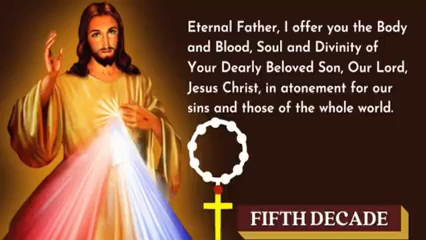 Eternal Father, I offer you the Body
and Blood, Soul and Divinity of
Your Dearly Beloved Son, Our Lord,
Jesus Christ, in atonement for our
sins and those of the whole world.
FIFTH DECADE